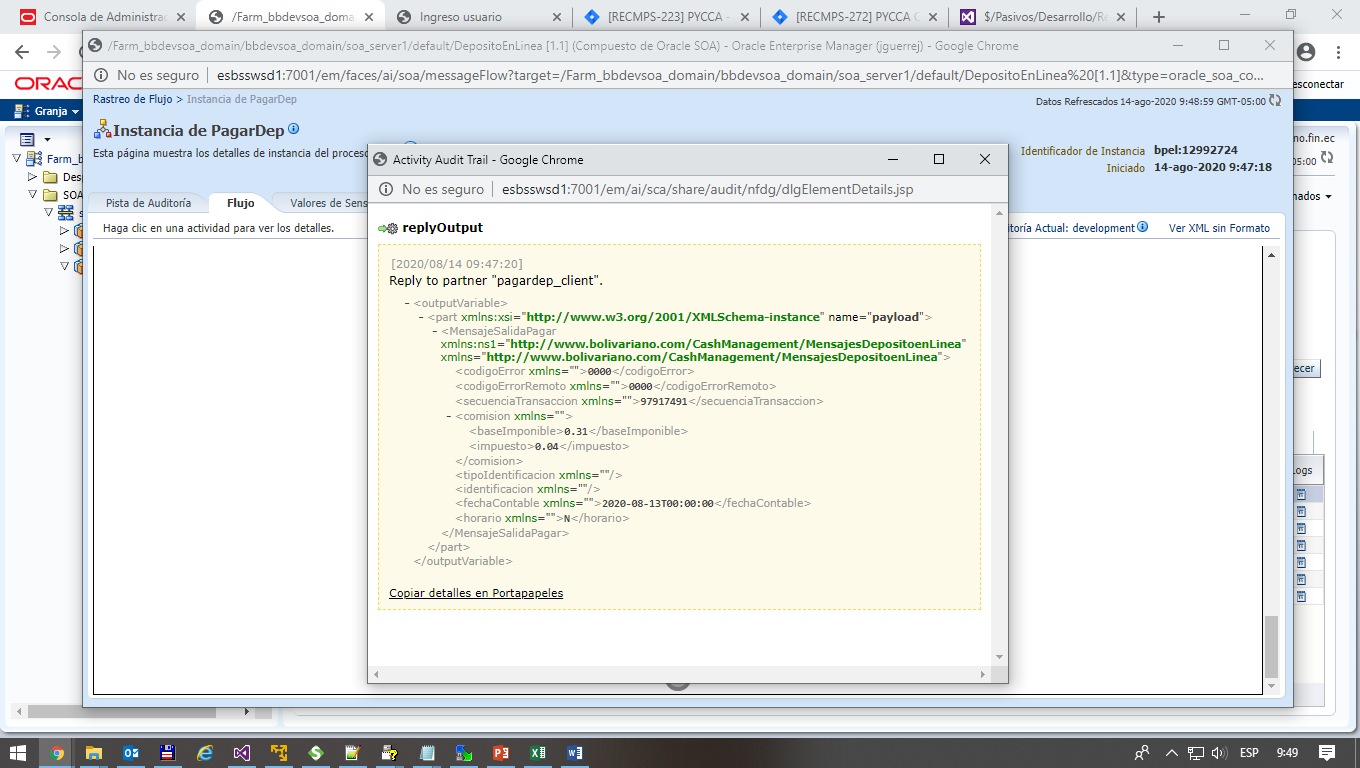 Consola de Administrac
/Farm_bbdevsoa_doma
Ingreso usuario
[RECMPS-223] PYCCA -
[RECMPS-272] PYCCA C
$/Pasivos/Desarrollo/Re
/Farm_bbdevsoa_domain/bbdevsoa_domain/soa_server1/default/DepositoEnLinea [1.1] (Compuesto de Oracle SOA) - Oracle Enterprise Manager (jguerrej) - Google Chrome
No es seguro
esbsswsd1:7001/em/faces/ai/soa/messageFlow?target=/Farm_bbdevsoa_domain/bbdevsoa_domain/soa_server1/default/DepositoEnLinea%20[1.1]&type=oracle_soa_co...
ORAC
esconectar
Rastreo de Flujo > Instancia de PagarDep
Datos Refrescados 14-ago-2020 9:48:59 GMT-05:00
Granja
Instancia de PagarDep
Esta página muestra los detalles de instancia del proceso
Identificador de Instancia bpel:12992724
Iniciado 14-ago-2020 9:47:18
no.fin.ec
05:00
Farm_b
Des
SOA
s
nados
Pista de Auditoría
Flujo
Valores de Sens
Haga clic en una actividad para ver los detalles.
itoría Actual: development
Ver XML sin Formato
Activity Audit Trail - Google Chrome
No es seguro
esbsswsd1:7001/em/ai/sca/share/audit/nfdg/dlgElementDetails.jsp
replyOutput
[2020/08/14 09:47:20]
Reply to partner "pagardep_client".
- <outputVariable>
- <part xmlns:xsi="http://www.w3.org/2001/XMLSchema-instance" name="payload">
- <MensajeSalidaPagar
xmlns:ns1="http://www.bolivariano.com/CashManagement/MensajesDepositoenLinea"
xmlns="http://www.bolivariano.com/CashManagement/MensajesDepositoenLinea">
<codigoError xmlns="">0000</codigoError>
<codigoErrorRemoto xmlns="">0000</codigoErrorRemoto>
<secuenciaTransaccion xmlns="">97917491</secuenciaTransaccion>
- <comision xmlns="">
<baseImponible>0.31</baseImponible>
<impuesto>0.04</impuesto>
</comision>
<tipoIdentificacion xmlns=""/>
<identificacion xmlns=""/>
<fechaContable xmlns="">2020-08-13T00:00:00</fechaContable>
<horario xmlns="">N</horario>
</MensajeSalidaPagar>
</part>
</outputVariable>
Copiar detalles en Portapapeles
ecer
Logs
ESP
9:49